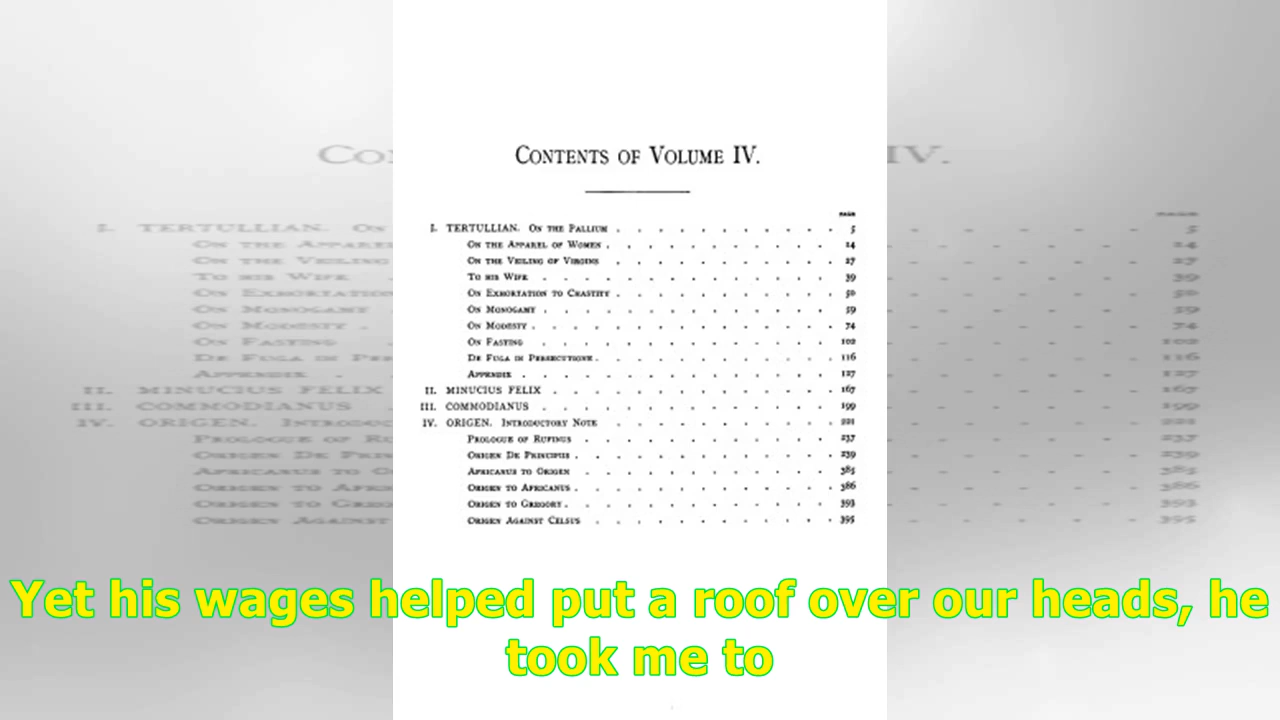 CONTENTS OF VOLUME IV.
PAGE
I. TERTULLIAN. ON THE PALLIUM . . . . . . . . . . . 5
ON THE APPAREL OF WOMEN . . . . . . . . . . 14
ON THE VEILING OF VIRGINS . . . . . . . . . . 27
TO HIS WIFE . . . . . . . . . . . . 39
ON EXHORTATION TO CHASTITY . . . . . . . . . . 50
ON MONOGAMY . . . . . . . . . . . . 59
ON MODESTY . . . . . . . . . . . . 74
ON FASTING . . . . . . . . . . . . 102
DE FUGA IN PERSECUTIONE . . . . . . . . . . 116
APPENDIX . . . . . . . . . . . . 127
II. MINUCIUS FELIX . . . . . . . . . . . 167
III. COMMODIANUS . . . . . . . . . . . 199
IV. ORIGEN. INTRODUCTORY NOTE . . . . . . . . . 221
PROLOGUE OF RUFINUS . . . . . . . . . . 237
ORIGEN DE PRINCIPIIS . . . . . . . . . . 239
AFRICANUS TO ORIGEN . . . . . . . . . . 385
ORIGEN TO AFRICANUS . . . . . . . . . . 386
ORIGEN TO GREGORY . . . . . . . . . . 393
ORIGEN AGAINST CELSUS . . . . . . . . . . 395
Yet his wages helped put a roof over our heads, he
took me to